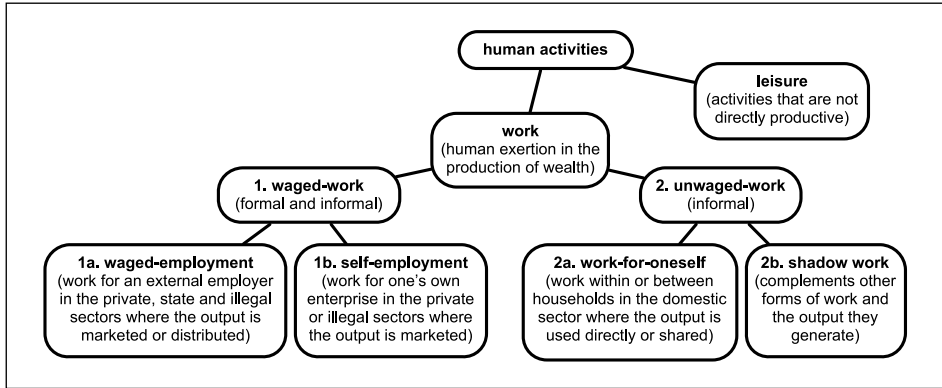 human activities
leisure
(activities that are not
directly productive)
work
(human exertion in the
production of wealth)
1. waged-work
(formal and informal)
2. unwaged-work
(informal)
1a. waged-employment
(work for an external employer
in the private, state and illegal
sectors where the output is
marketed or distributed)
1b. self-employment
(work for one's own
enterprise in the private
or illegal sectors where
the output is marketed)
2a. work-for-oneself
(work within or between
households in the domestic
sector where the output is
used directly or shared)
2b. shadow work
(complements other
forms of work and
the output they
generate)